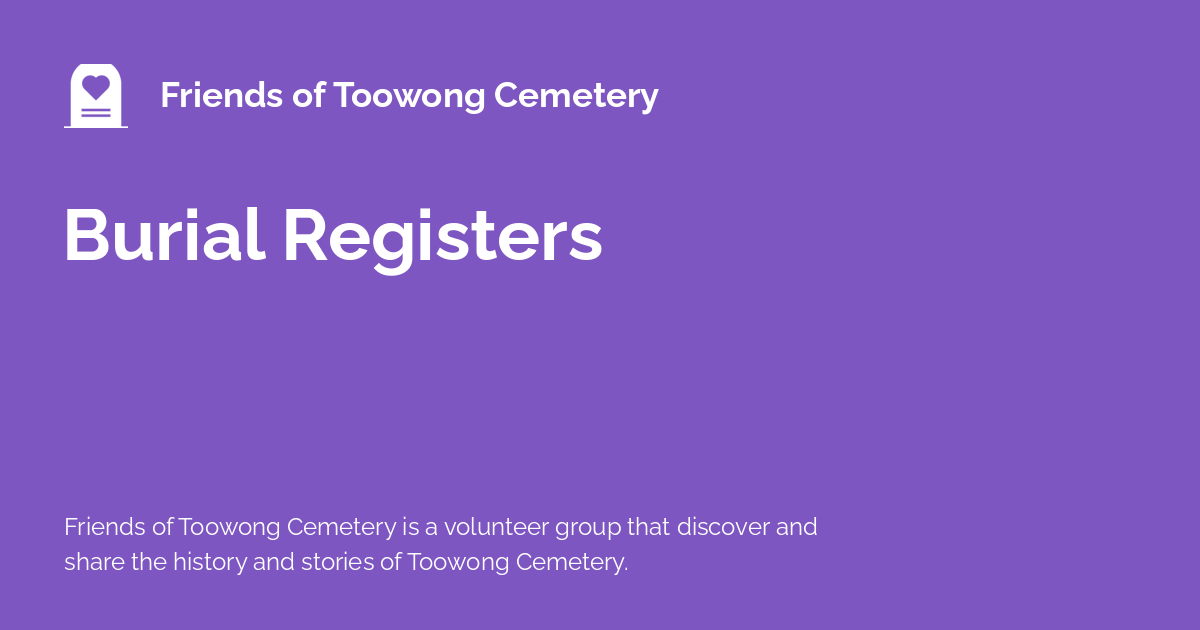 Friends of Toowong Cemetery
Burial Registers
Friends of Toowong Cemetery is a volunteer group that discover and
share the history and stories of Toowong Cemetery.